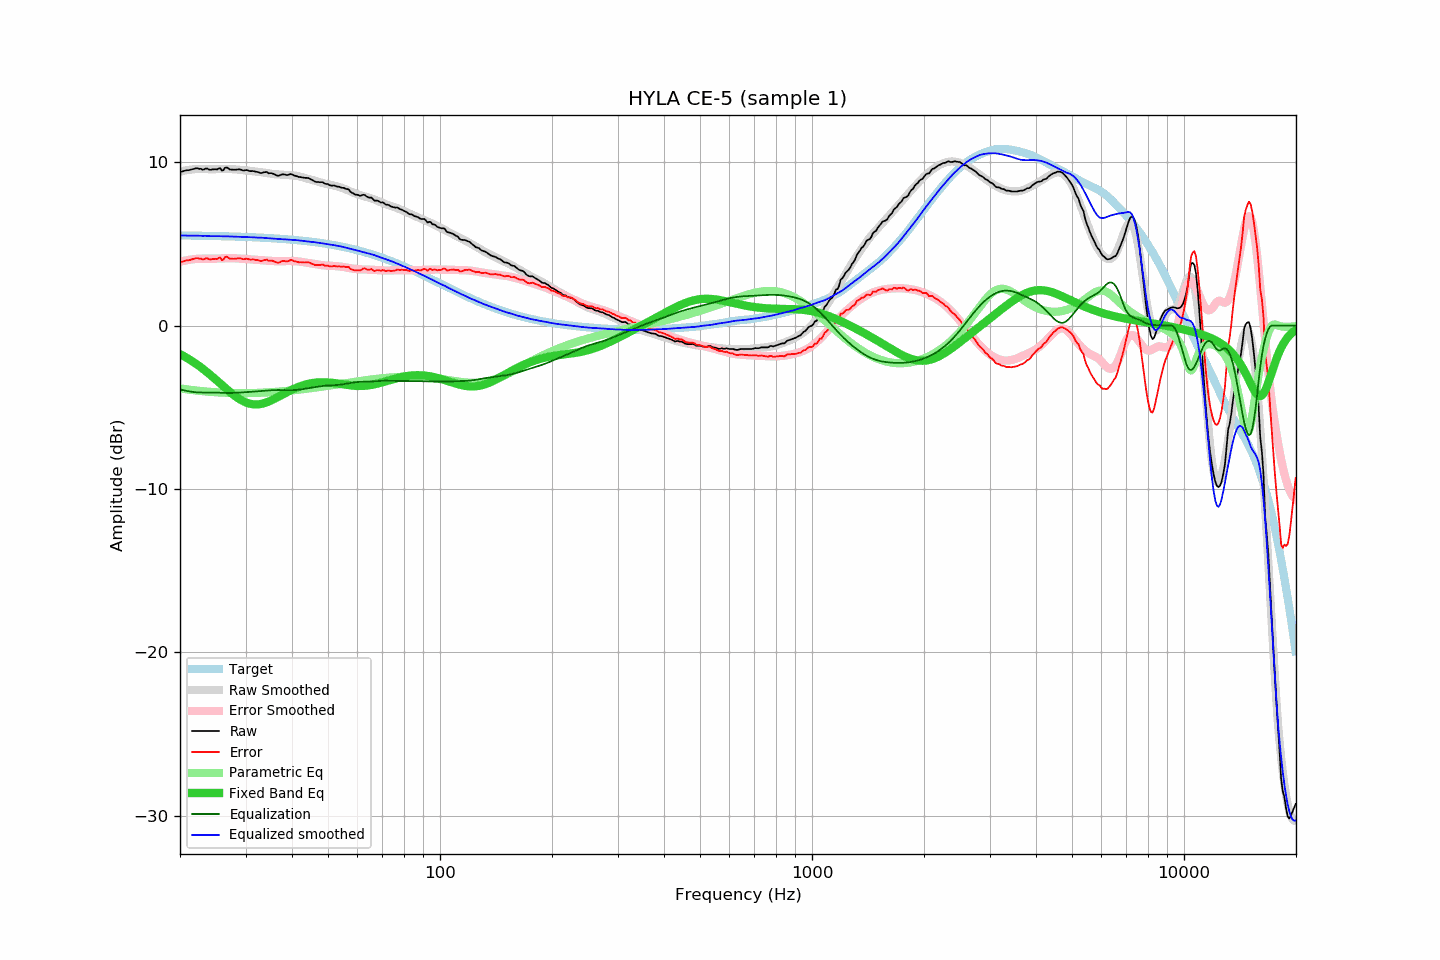 HYLA CE-5 (sample 1)
10
0
−10
−20
−30
Amplitude (dBr)
Target
Raw Smoothed
Error Smoothed
Raw
Error
Parametric Eq
Fixed Band Eq
Equalization
Equalized smoothed
100
1000
10000
Frequency (Hz)